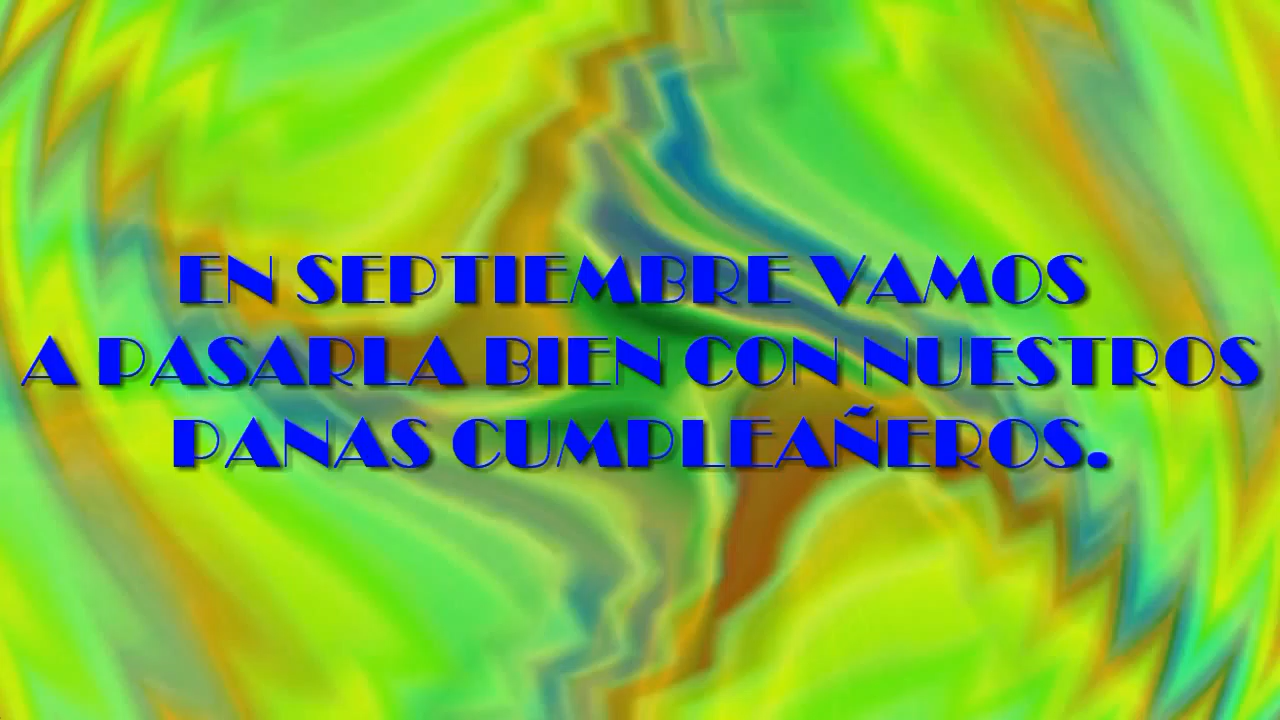 EN SEPTIEMBRE VAMOS
A PASARLA BIEN CON NUESTROS
PANAS CUMPLEAÑEROS.